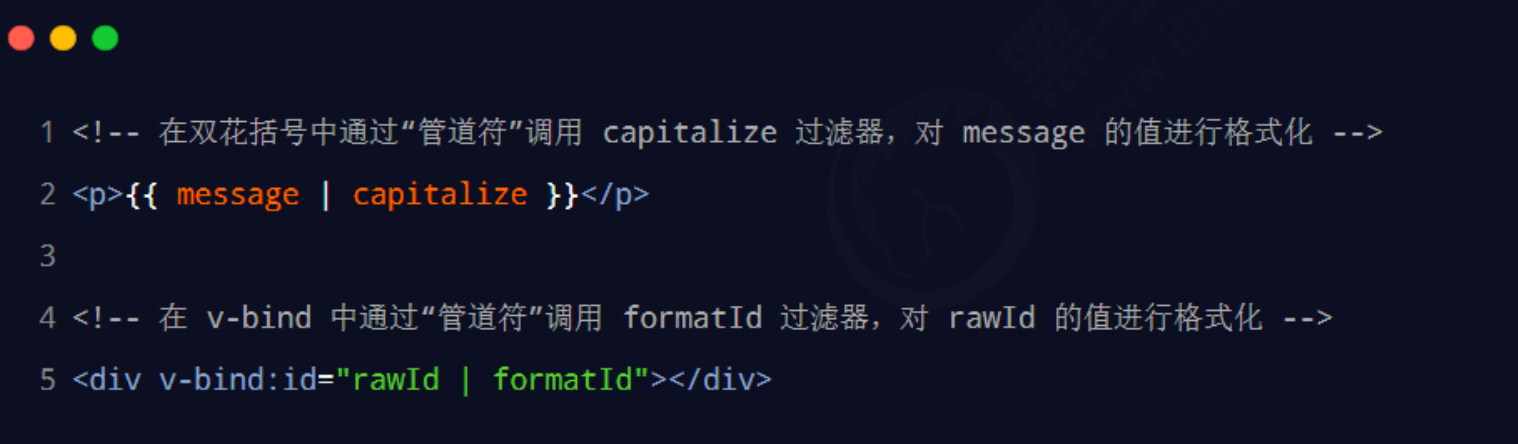 1 <!-- 在双花括号中通过“管道符”调用 capitalize 过滤器，对 message 的值进行格式化 -->
2 <p>{{ message | capitalize }}</p>
3
4 <!-- 在 v-bind 中通过“管道符”调用 formatId 过滤器，对 rawId 的值进行格式化 -->
5 <div v-bind:id="rawId | formatId"></div>